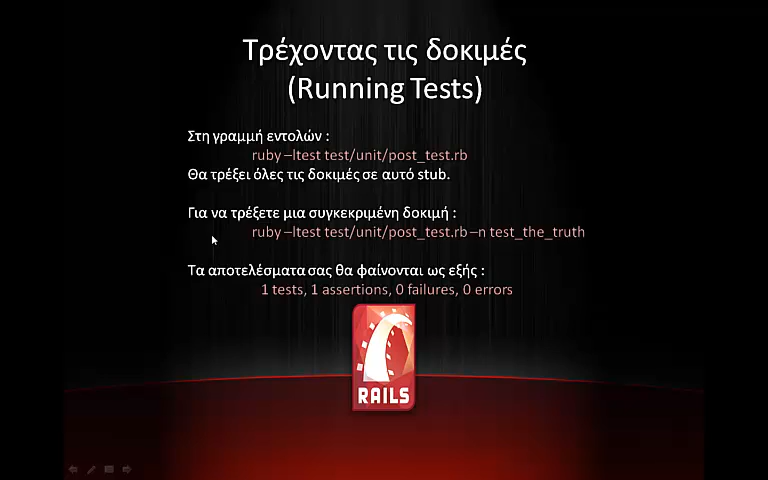 Τρέχοντας τις δοκιμές
(Running Tests)
Στη γραμμή εντολών :
ruby –Itest test/unit/post_test.rb
Θα τρέξει όλες τις δοκιμές σε αυτό stub.
Για να τρέξετε μια συγκεκριμένη δοκιμή :
ruby –Itest test/unit/post_test.rb –n test_the_truth
Τα αποτελέσματα σας θα φαίνονται ως εξής :
1 tests, 1 assertions, 0 failures, 0 errors
RAILS